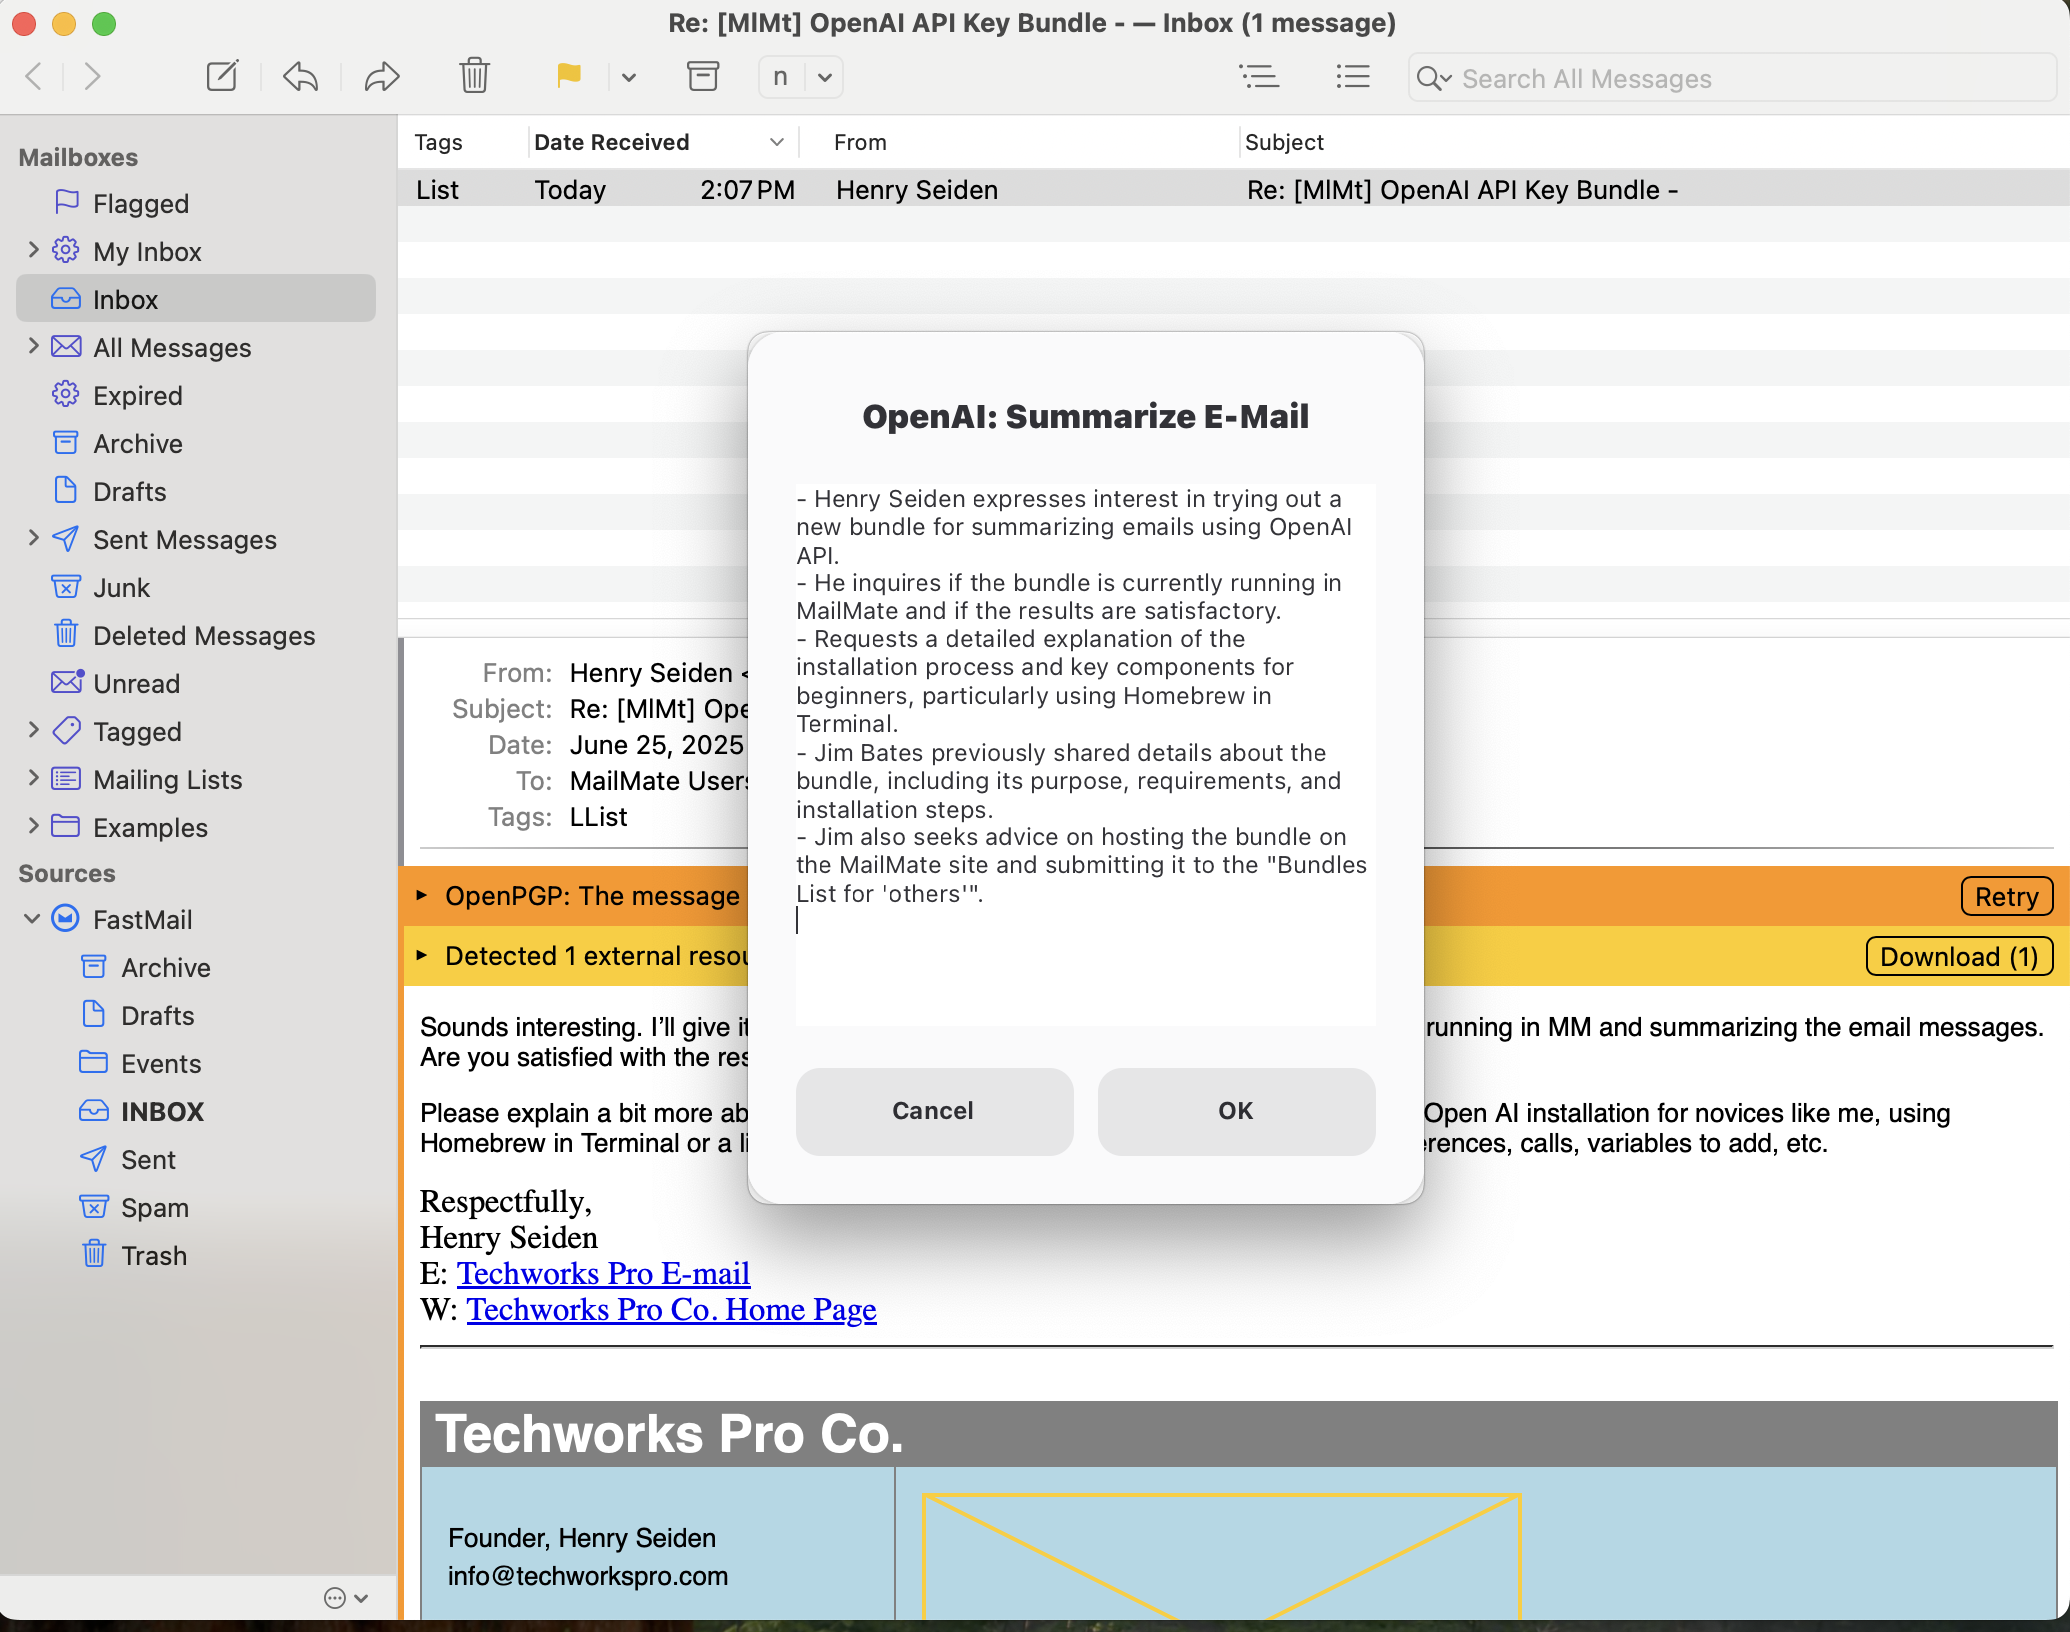 Re: [MlMt] OpenAI API Key Bundle - — Inbox (1 message)
n
Search All Messages
Mailboxes
Flagged
My Inbox
Inbox
All Messages
Expired
Archive
Drafts
Sent Messages
Junk
Deleted Messages
Unread
Tagged
Mailing Lists
Examples
Sources
FastMail
Archive
Drafts
Events
INBOX
Sent
Spam
Trash
Tags Date Received From Subject
List Today 2:07 PM Henry Seiden Re: [MlMt] OpenAI API Key Bundle -
From: Henry Seiden <
Subject: Re: [MlMt] Ope
Date: June 25, 2025
To: MailMate Users
Tags: LList
OpenPGP: The message
Retry
Detected 1 external resou
Download (1)
Sounds interesting. I’ll give it running in MM and summarizing the email messages.
Are you satisfied with the res
Please explain a bit more ab Open AI installation for novices like me, using
Homebrew in Terminal or a li erences, calls, variables to add, etc.
Respectfully,
Henry Seiden
E: Techworks Pro E-mail
W: Techworks Pro Co. Home Page
Techworks Pro Co.
Founder, Henry Seiden
info@techworkspro.com
OpenAI: Summarize E-Mail
- Henry Seiden expresses interest in trying out a
new bundle for summarizing emails using OpenAI
API.
- He inquires if the bundle is currently running in
MailMate and if the results are satisfactory.
- Requests a detailed explanation of the
installation process and key components for
beginners, particularly using Homebrew in
Terminal.
- Jim Bates previously shared details about the
bundle, including its purpose, requirements, and
installation steps.
- Jim also seeks advice on hosting the bundle on
the MailMate site and submitting it to the "Bundles
List for 'others'".
Cancel
OK